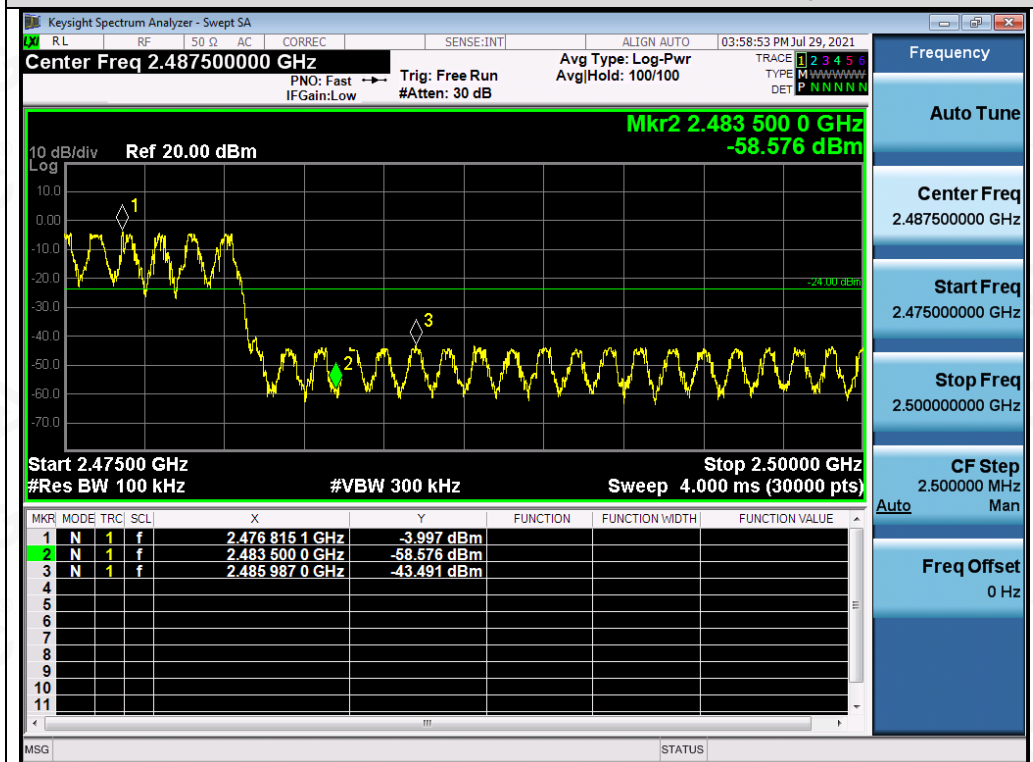 Keysight Spectrum Analyzer - Swept SA
LXI RL RF 50 Ω AC CORREC SENSE:INT ALIGN AUTO 03:58:53 PM Jul 29, 2021
Center Freq 2.487500000 GHz
PNO: Fast
IFGain:Low
Trig: Free Run
#Atten: 30 dB
Avg Type: Log-Pwr
Avg|Hold: 100/100
TRACE 1 2 3 4 5 6
TYPE M WWWWW
DET P N N N N N
Mkr2 2.483 500 0 GHz
-58.576 dBm
10 dB/div Ref 20.00 dBm
Log
10.0
0.00
-10.0
-20.0
-30.0
-40.0
-50.0
-60.0
-70.0
-24.00 dBm
1
2
3
Start 2.47500 GHz Stop 2.50000 GHz
#Res BW 100 kHz #VBW 300 kHz Sweep 4.000 ms (30000 pts)
MKR MODE TRC SCL X Y FUNCTION FUNCTION WIDTH FUNCTION VALUE
1 N 1 f 2.476 815 1 GHz -3.997 dBm
2 N 1 f 2.483 500 0 GHz -58.576 dBm
3 N 1 f 2.485 987 0 GHz -43.491 dBm
4
5
6
7
8
9
10
11
MSG STATUS
Frequency
Auto Tune
Center Freq
2.487500000 GHz
Start Freq
2.475000000 GHz
Stop Freq
2.500000000 GHz
CF Step
2.500000 MHz
Auto Man
Freq Offset
0 Hz